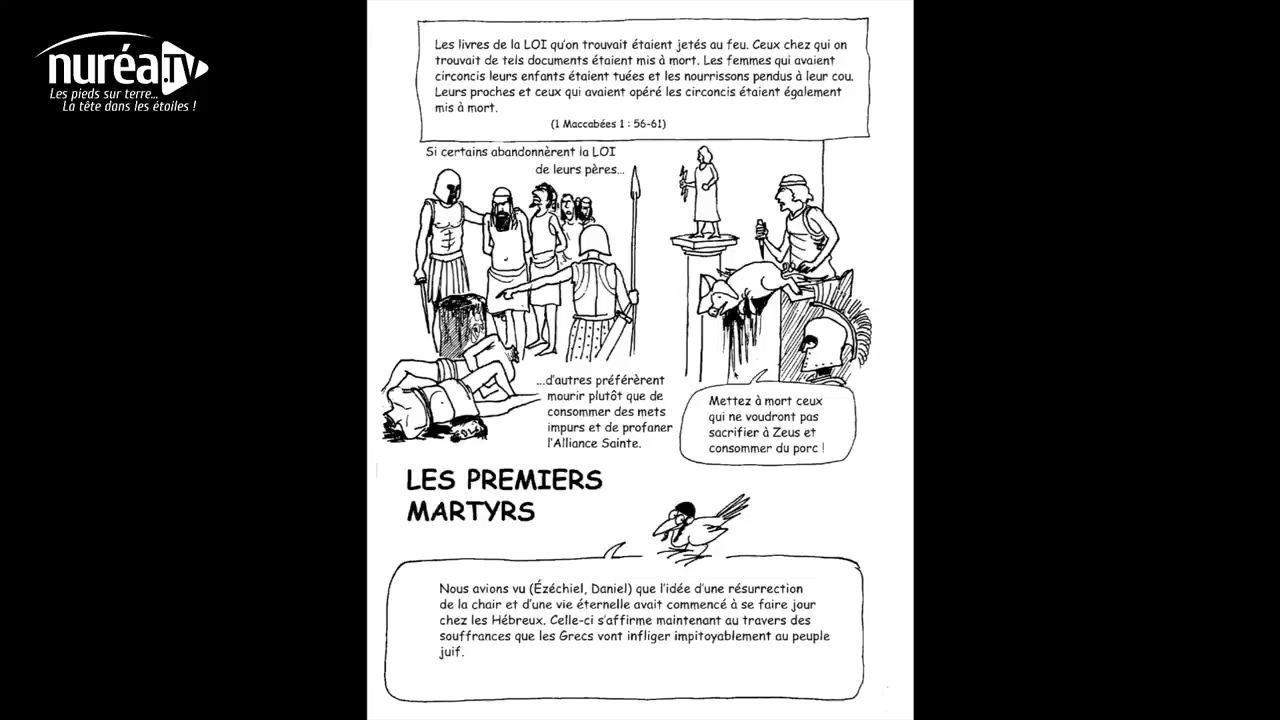 nuréa.TV
Les pieds sur terre...
La tête dans les étoiles !
Les livres de la LOI qu'on trouvait étaient jetés au feu. Ceux chez qui on
trouvait de tels documents étaient mis à mort. Les femmes qui avaient
circoncis leurs enfants étaient tuées et les nourrissons pendus à leur cou.
Leurs proches et ceux qui avaient opéré les circoncis étaient également
mis à mort.
(1 Maccabées 1 : 56-61)
Si certains abandonnèrent la LOI
de leurs pères...
...d'autres préférèrent
mourir plutôt que de
consommer des mets
impurs et de profaner
l'Alliance Sainte.
Mettez à mort ceux
qui ne voudront pas
sacrifier à Zeus et
consommer du porc !
LES PREMIERS
MARTYRS
Nous avions vu (Ézéchiel, Daniel) que l'idée d'une résurrection
de la chair et d'une vie éternelle avait commencé à se faire jour
chez les Hébreux. Celle-ci s'affirme maintenant au travers des
souffrances que les Grecs vont infliger impitoyablement au peuple
juif.